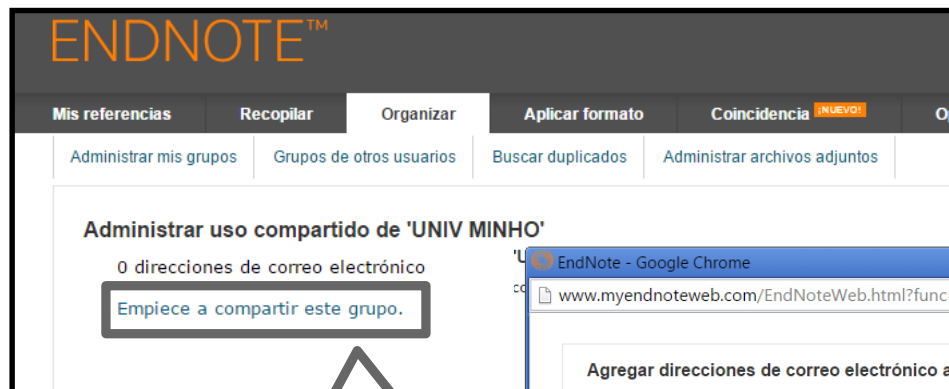 ENDNOTE™
Mis referencias Recopilar Organizar Aplicar formato Coincidencia ¡NUEVO!
Administrar mis grupos Grupos de otros usuarios Buscar duplicados Administrar archivos adjuntos
Administrar uso compartido de 'UNIV MINHO'
0 direcciones de correo electrónico
Empiece a compartir este grupo.
EndNote - Google Chrome
www.myendnoteweb.com/EndNoteWeb.html?func
Agregar direcciones de correo electrónico a